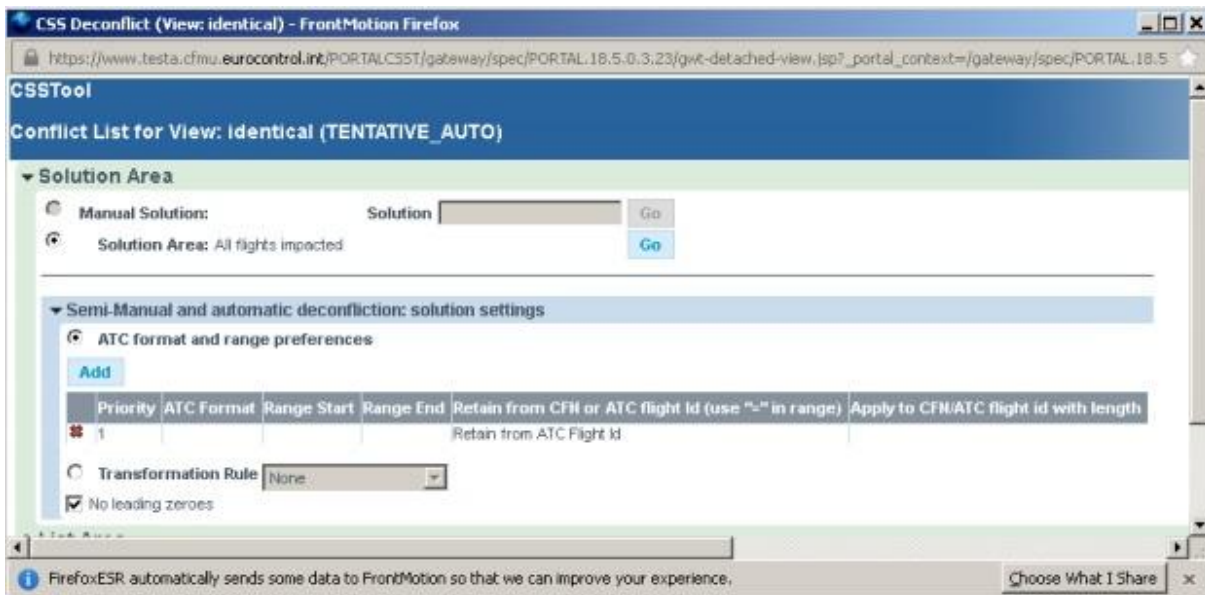 CSS Deconflict (View: identical) - FrontMotion Firefox
https://www.testa.cfmu.eurocontrol.int/PORTALCSST/gateway/spec/PORTAL.18.5.0.3.23/gwt-detached-view.jsp?_portal_context=/gateway/spec/PORTAL.18.5
CSSTool
Conflict List for View: identical (TENTATIVE_AUTO)
Solution Area
Manual Solution: Solution Go
Solution Area: All flights impacted Go
Semi-Manual and automatic deconfliction: solution settings
ATC format and range preferences
Add
Priority ATC Format Range Start Range End Retain from CFN or ATC flight Id (use "=" in range) Apply to CFN/ATC flight id with length
1 Retain from ATC Flight Id
Transformation Rule None
No leading zeroes
FirefoxESR automatically sends some data to FrontMotion so that we can improve your experience. Choose What I Share